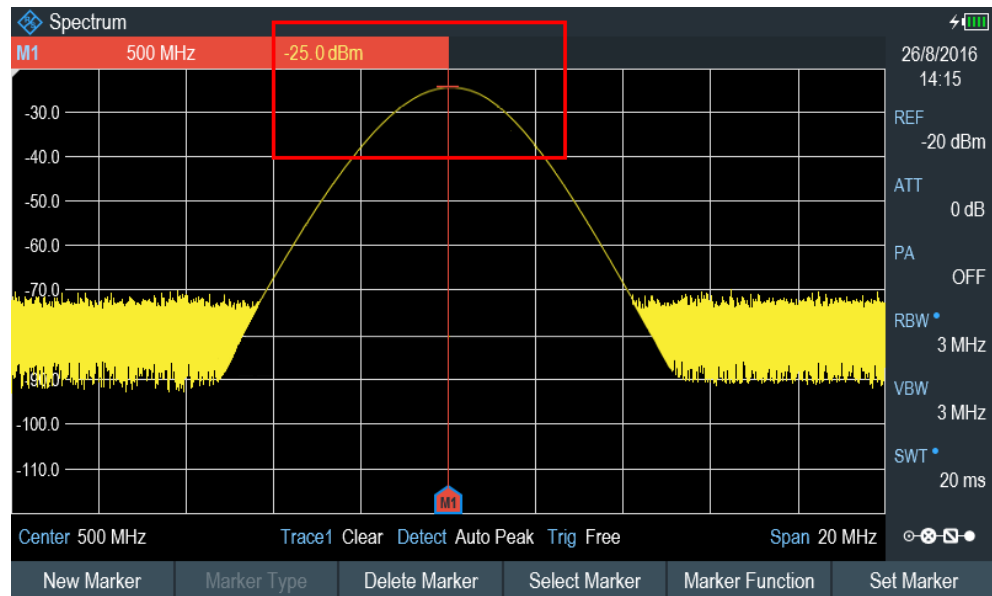 Spectrum
M1 500 MHz -25.0 dBm
26/8/2016
14:15
-30.0
-40.0
-50.0
-60.0
-70.0
-90.0
-100.0
-110.0
REF
-20 dBm
ATT
0 dB
PA
OFF
RBW
3 MHz
VBW
3 MHz
SWT
20 ms
M1
Center 500 MHz Trace1 Clear Detect Auto Peak Trig Free Span 20 MHz
New Marker Marker Type Delete Marker Select Marker Marker Function Set Marker